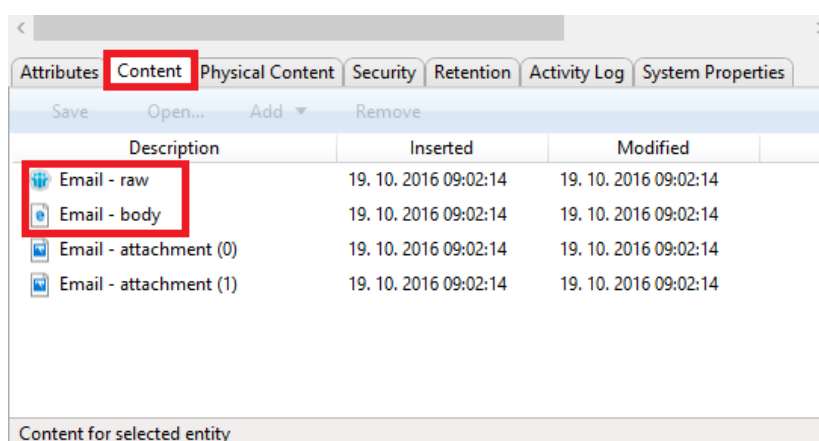 Attributes Content Physical Content Security Retention Activity Log System Properties
Save Open... Add Remove
Description Inserted Modified
Email - raw 19. 10. 2016 09:02:14 19. 10. 2016 09:02:14
Email - body 19. 10. 2016 09:02:14 19. 10. 2016 09:02:14
Email - attachment (0) 19. 10. 2016 09:02:14 19. 10. 2016 09:02:14
Email - attachment (1) 19. 10. 2016 09:02:14 19. 10. 2016 09:02:14
Content for selected entity